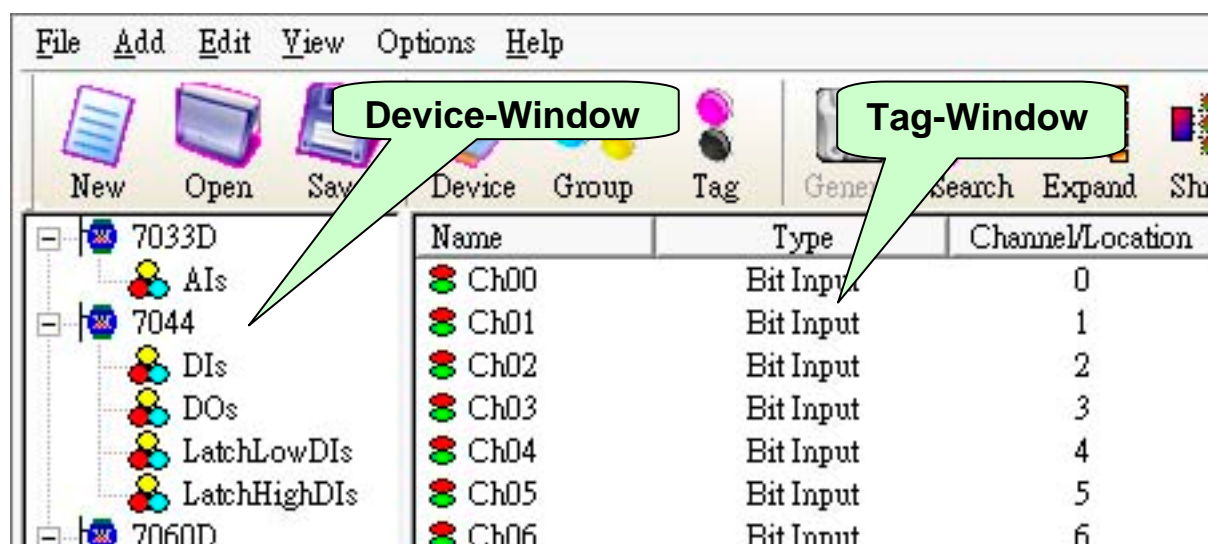 File Add Edit View Options Help
Device-Window
Tag-Window
New Open Device Group Tag Search Expand
7033D
AIs
7044
DIs
DOs
LatchLowDIs
LatchHighDIs
7060D
Name Type Channel/Location
Ch00 Bit Input 0
Ch01 Bit Input 1
Ch02 Bit Input 2
Ch03 Bit Input 3
Ch04 Bit Input 4
Ch05 Bit Input 5
Ch06 Bit Input 6